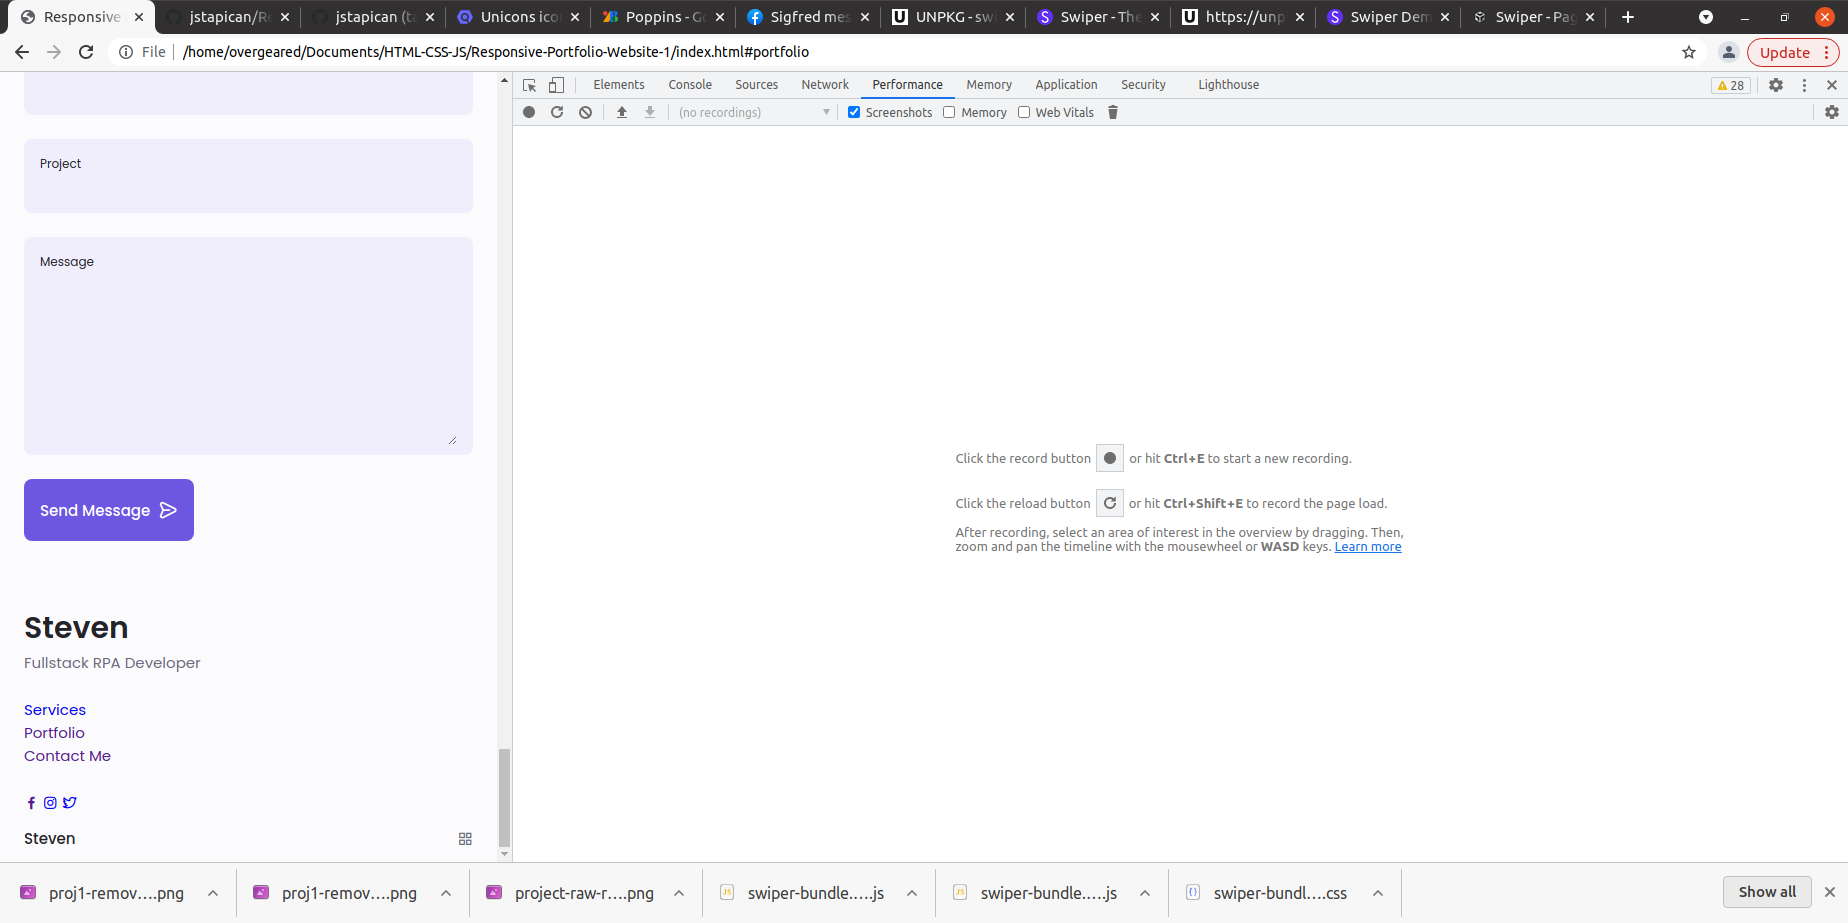 Responsive jstapican/Re jstapican (ta Unicons ico Poppins - Go Sigfred mes UNPKG - swi Swiper - The https://unp Swiper Dem Swiper - Pag
File /home/overgeared/Documents/HTML-CSS-JS/Responsive-Portfolio-Website-1/index.html#portfolio Update
Elements Console Sources Network Performance Memory Application Security Lighthouse 28
(no recordings) Screenshots Memory Web Vitals
Project
Message
Click the record button or hit Ctrl+E to start a new recording.
Click the reload button or hit Ctrl+Shift+E to record the page load.
After recording, select an area of interest in the overview by dragging. Then,
zoom and pan the timeline with the mousewheel or WASD keys. Learn more
Send Message
Steven
Fullstack RPA Developer
Services
Portfolio
Contact Me
Steven
proj1-remov....png proj1-remov....png project-raw-r....png swiper-bundle.....js swiper-bundle.....js swiper-bundl....css Show all